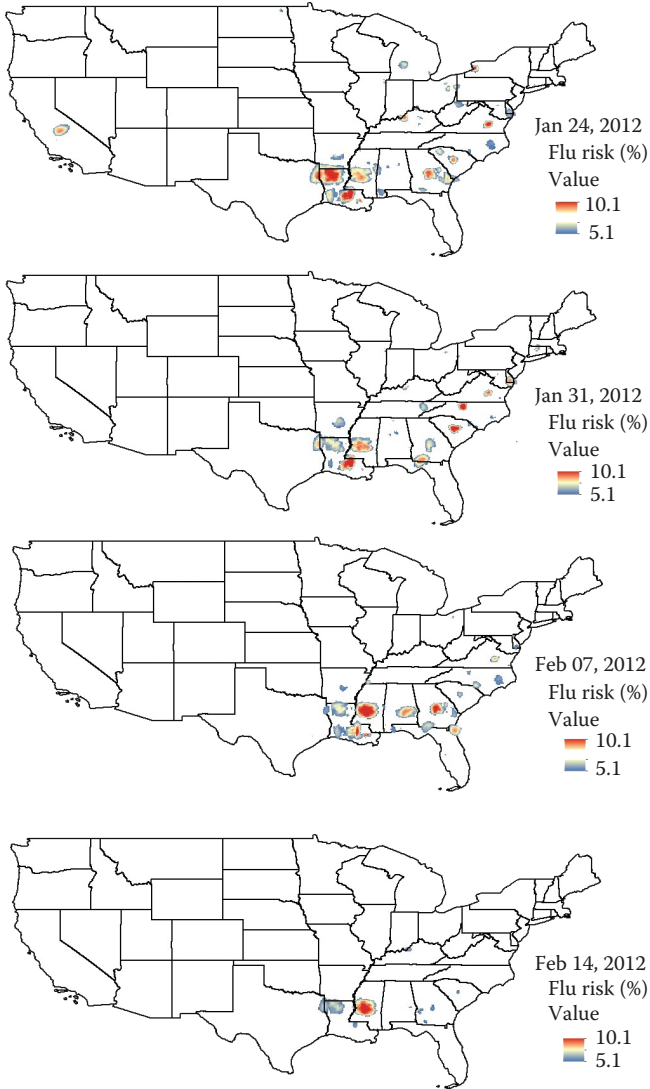 Jan 24, 2012
Flu risk (%)
Value
10.1
5.1
Jan 31, 2012
Flu risk (%)
Value
10.1
5.1
Feb 07, 2012
Flu risk (%)
Value
10.1
5.1
Feb 14, 2012
Flu risk (%)
Value
10.1
5.1